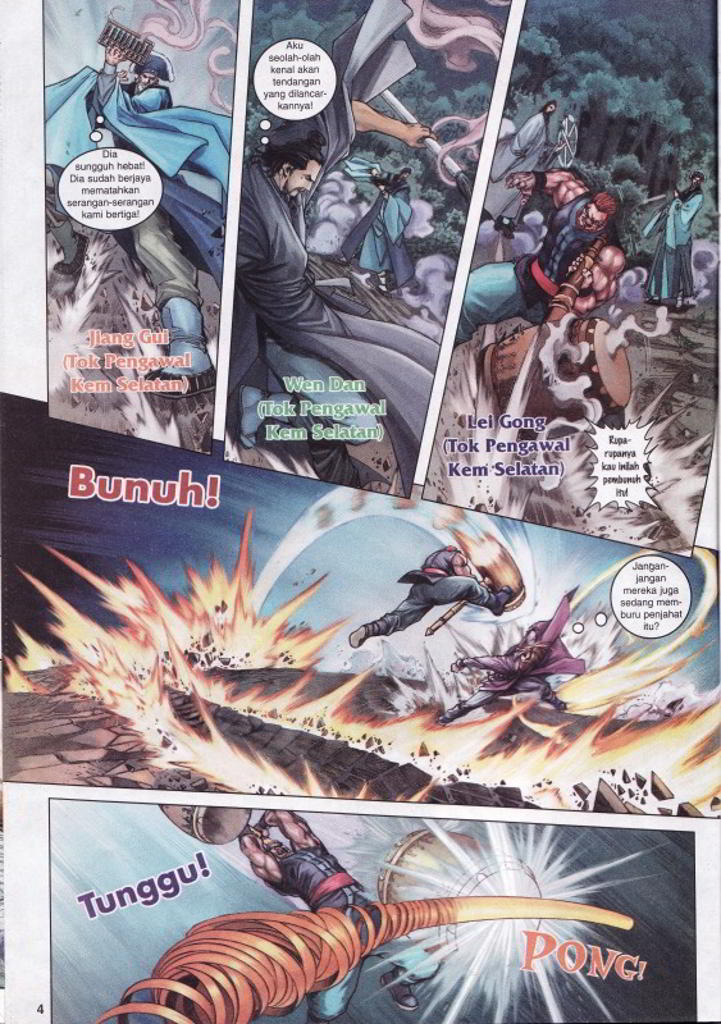 Dia
sungguh hebat!
Dia sudah berjaya
mematahkan
serangan-serangan
kami bertiga!
Jiang Gui
(Tok Pengawal
Kem Selatan)
Aku
seolah-olah
kenal akan
tendangan
yang dilancar-
kannya!
Wen Dan
(Tok Pengawal
Kem Selatan)
Lei Gong
(Tok Pengawal
Kem Selatan)
Rupa-
rupanya
kau inilah
pembunuh
itu!
Bunuh!
Jangan-
jangan
mereka juga
sedang mem-
buru penjahat
itu?
Tunggu!
PONG!
4